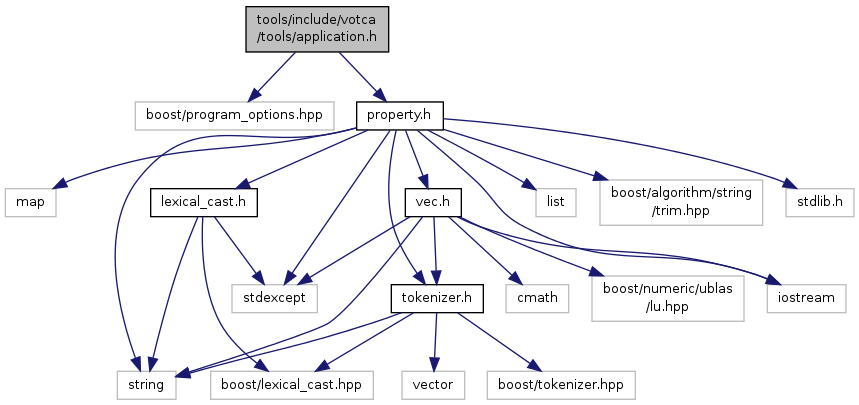 tools/include/votca
/tools/application.h
boost/program_options.hpp
property.h
map
lexical_cast.h
vec.h
list
boost/algorithm/string
/trim.hpp
stdlib.h
stdexcept
tokenizer.h
cmath
boost/numeric/ublas
/lu.hpp
iostream
string
boost/lexical_cast.hpp
vector
boost/tokenizer.hpp